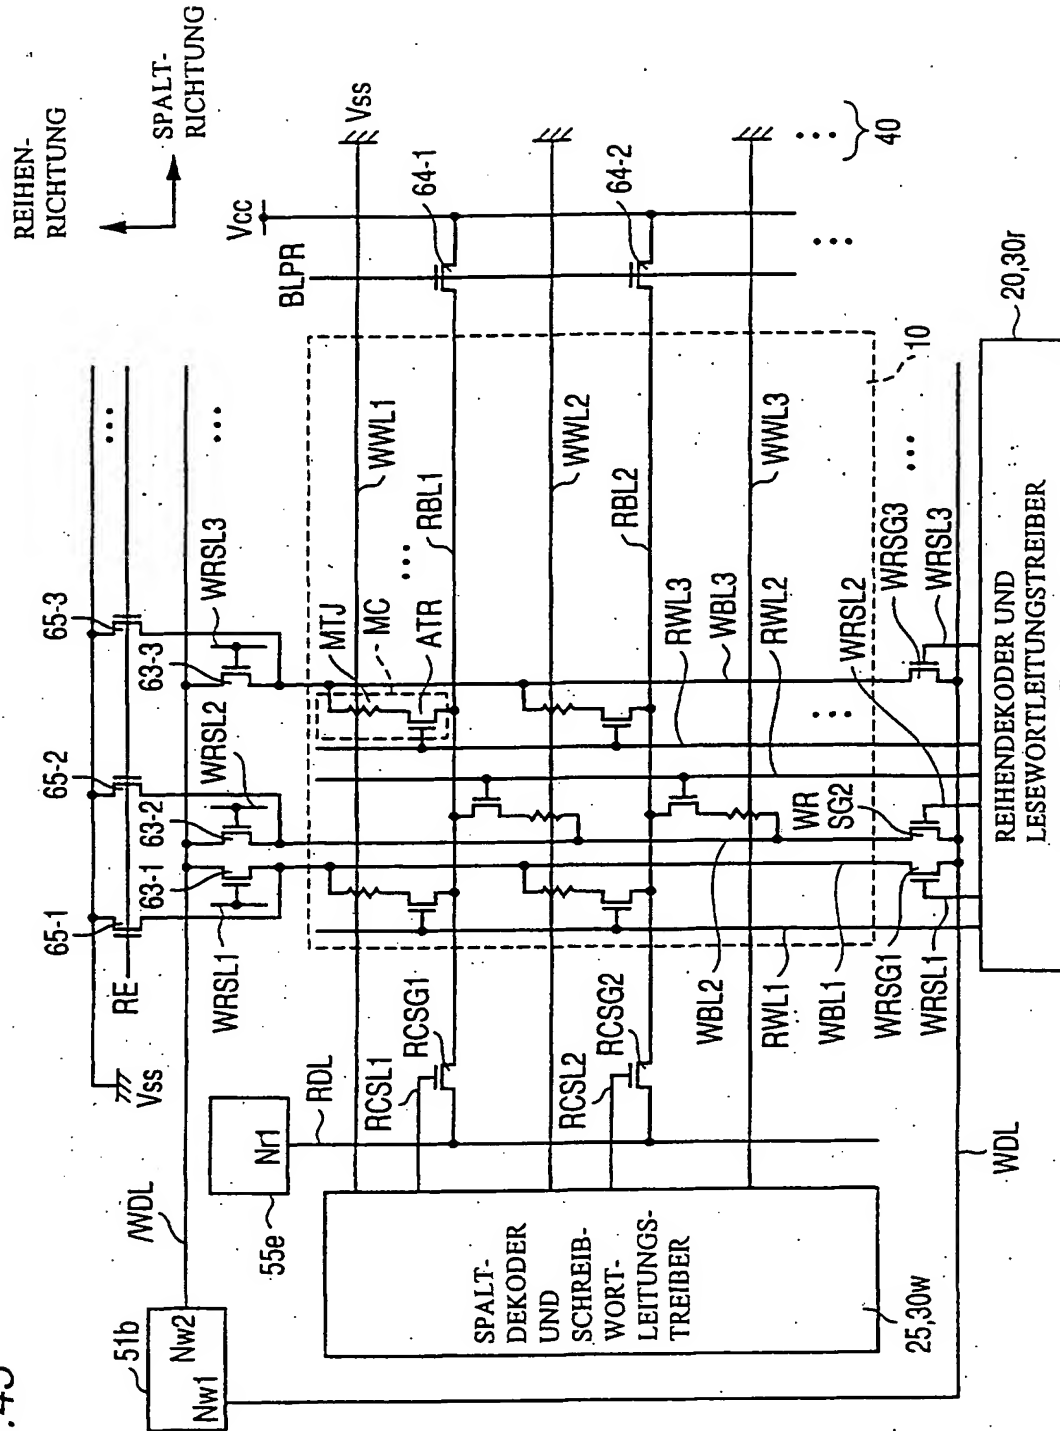 REIHEN-
RICHTUNG
SPALT-
RICHTUNG
Vcc
BLPR
Vss
64-1
64-2
40
65-1
65-2
65-3
63-1
63-2
63-3
RE
Vss
WRSL1
WRSL2
WRSL3
/WDL
51b
Nw2
Nw1
Nr1
55e
RDL
RCSL1
RCSG1
RCSL2
RCSG2
MTJ
MC
ATR
WWL1
RBL1
WWL2
RBL2
WWL3
10
RWL3
WBL3
RWL2
WRSL2
WBL2
RWL1
WBL1
WRSG1
WRSL1
WR
SG2
WRSG3
WRSL3
WDL
SPALT-
DEKODER
UND
SCHREIB-
WORT-
LEITUNGS-
TREIBER
25,30w
REIHENDEKODER UND
LESEWORTLEITUNGSTREIBER
20,30r